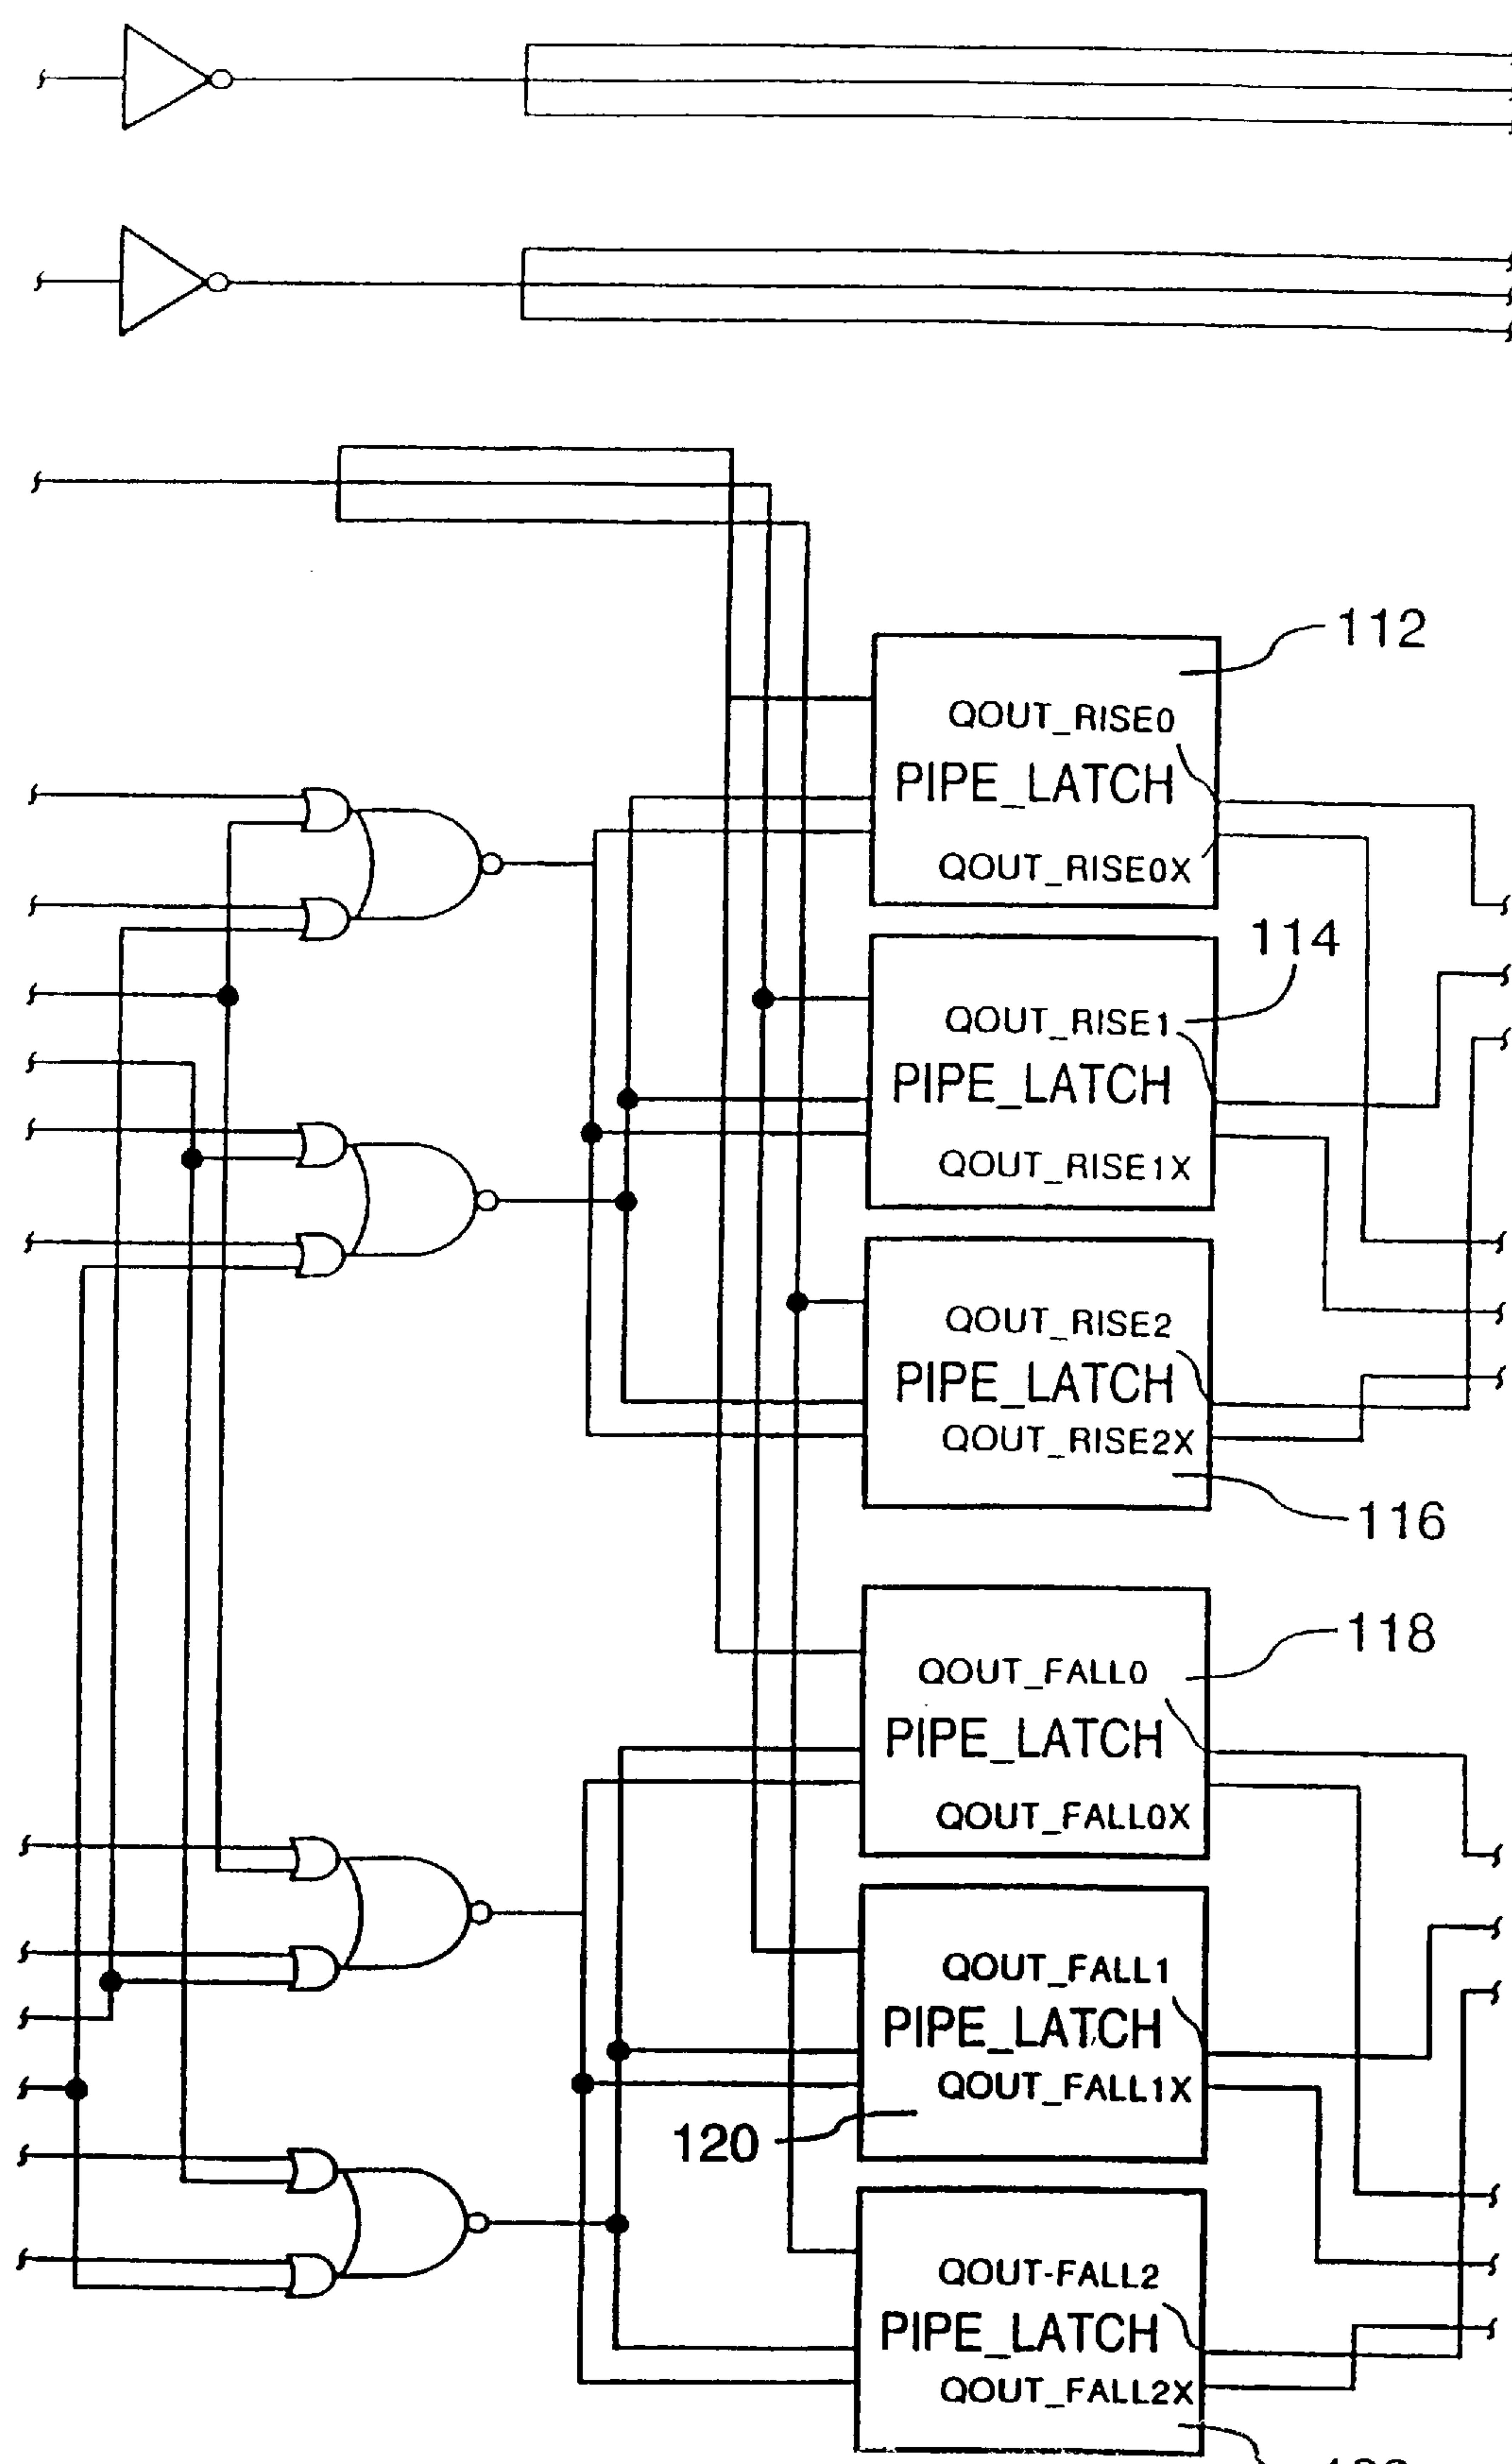 112
QOUT_RISE0
PIPE_LATCH
QOUT_RISE0X
114
QOUT_RISE1
PIPE_LATCH
QOUT_RISE1X
QOUT_RISE2
PIPE_LATCH
QOUT_RISE2X
116
118
QOUT_FALL0
PIPE_LATCH
QOUT_FALL0X
QOUT_FALL1
PIPE_LATCH
QOUT_FALL1X
120
QOUT-FALL2
PIPE_LATCH
QOUT_FALL2X